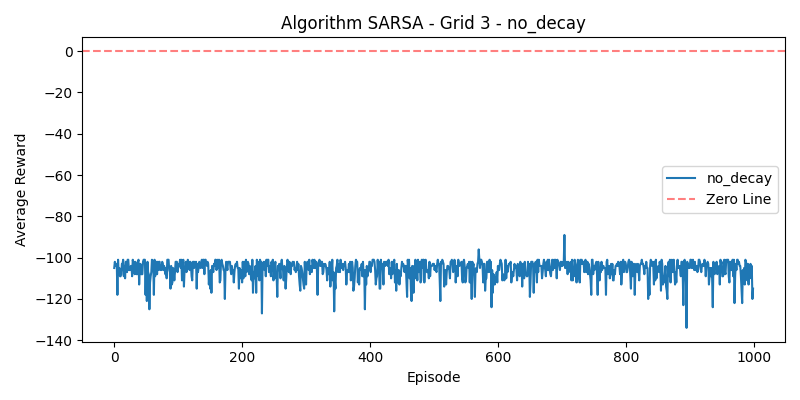 Algorithm SARSA - Grid 3 - no_decay
Average Reward
0
−20
−40
−60
−80
−100
−120
−140
no_decay
Zero Line
0
200
400
600
800
1000
Episode